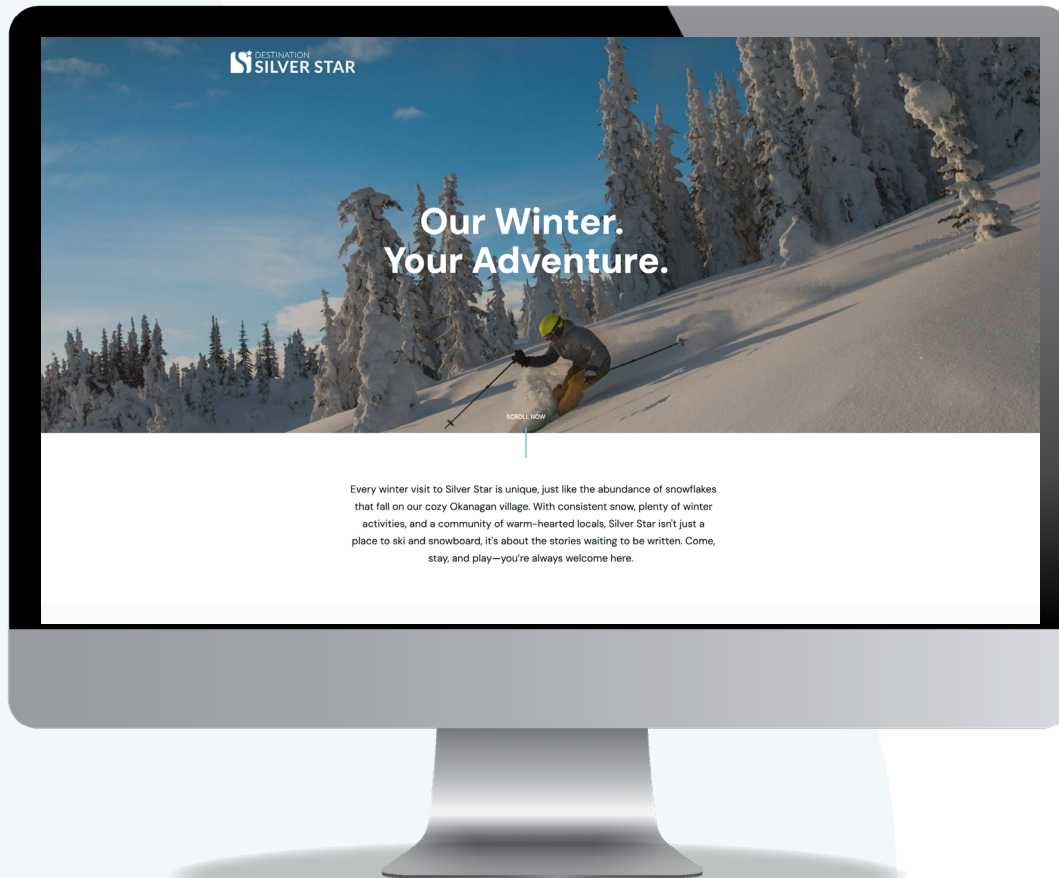 DESTINATION
SILVER STAR
Our Winter.
Your Adventure.
SCROLL NOW
Every winter visit to Silver Star is unique, just like the abundance of snowflakes
that fall on our cozy Okanagan village. With consistent snow, plenty of winter
activities, and a community of warm-hearted locals, Silver Star isn't just a
place to ski and snowboard, it's about the stories waiting to be written. Come,
stay, and play—you're always welcome here.